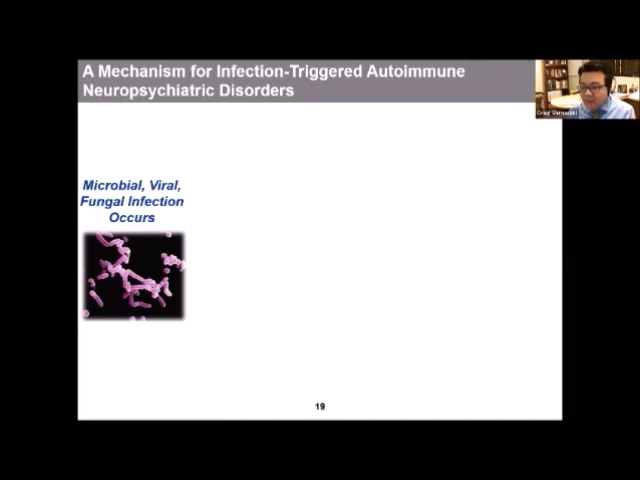 A Mechanism for Infection-Triggered Autoimmune
Neuropsychiatric Disorders
Microbial, Viral,
Fungal Infection
Occurs
19